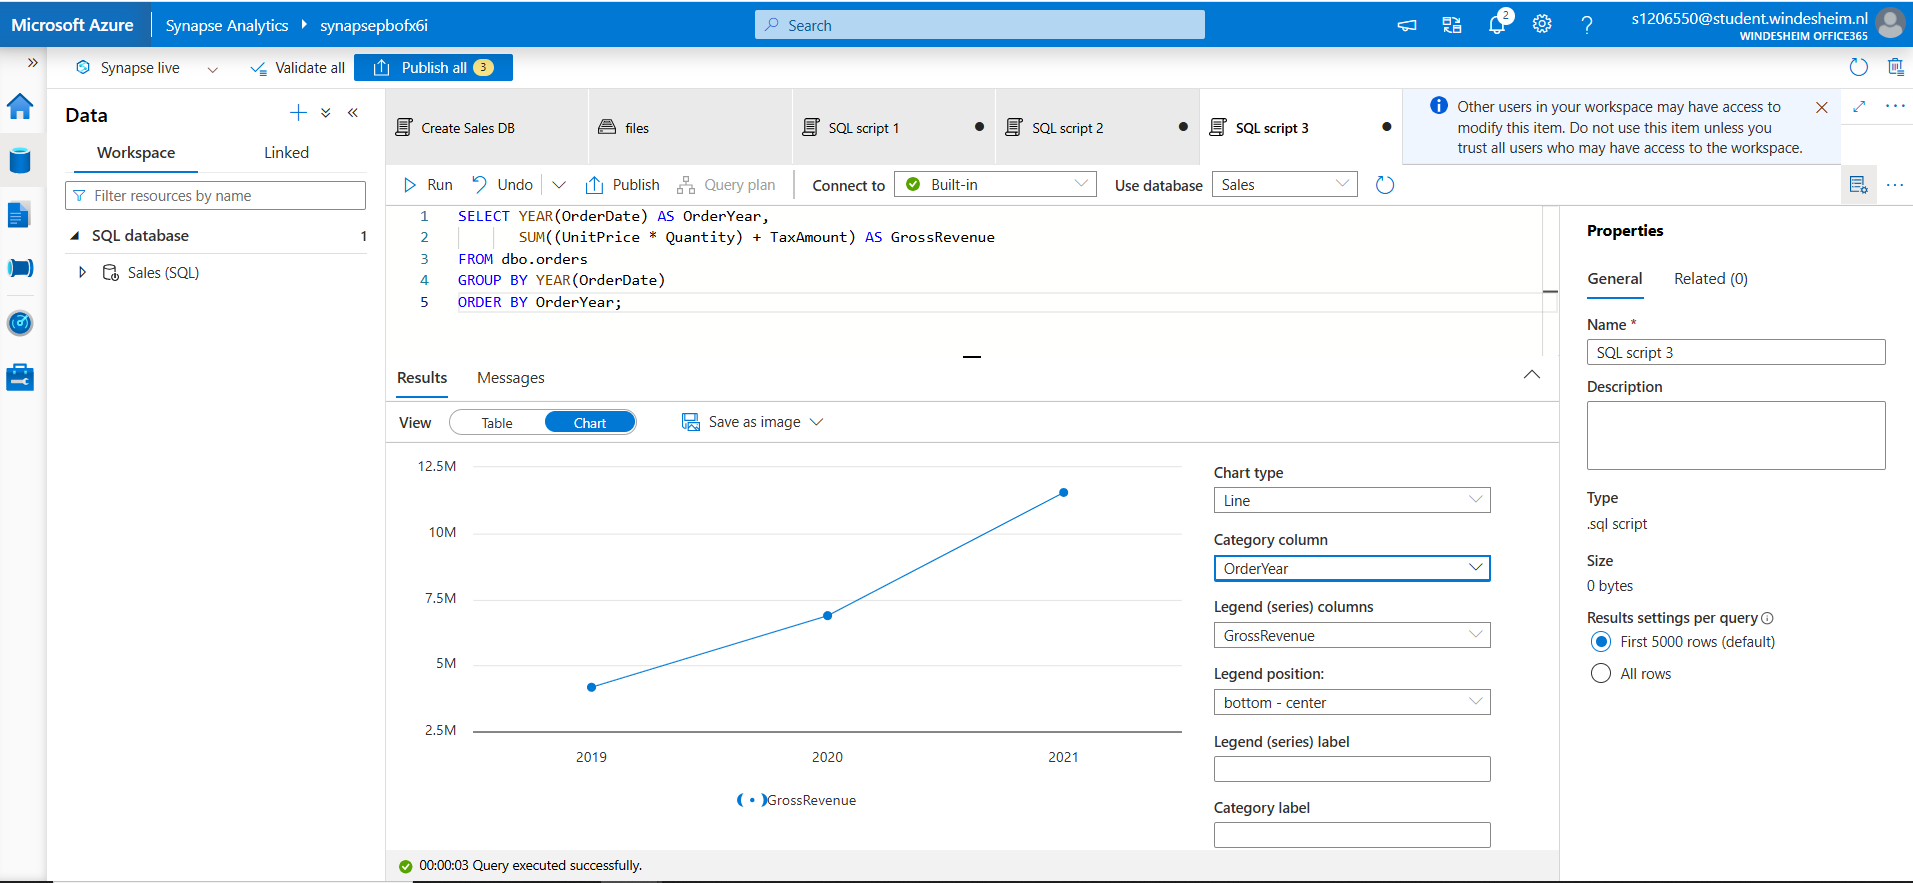 Microsoft Azure
Synapse Analytics
synapsepbofx6i
Search
2
s1206550@student.windesheim.nl
WINDESHEIM OFFICE365
Synapse live
Validate all
Publish all 3
Data
Workspace
Linked
Filter resources by name
SQL database
1
Sales (SQL)
Create Sales DB
files
SQL script 1
SQL script 2
SQL script 3
Other users in your workspace may have access to
modify this item. Do not use this item unless you
trust all users who may have access to the workspace.
Run
Undo
Publish
Query plan
Connect to
Built-in
Use database
Sales
1 SELECT YEAR(OrderDate) AS OrderYear,
2 SUM((UnitPrice * Quantity) + TaxAmount) AS GrossRevenue
3 FROM dbo.orders
4 GROUP BY YEAR(OrderDate)
5 ORDER BY OrderYear;
Results
Messages
View
Table
Chart
Save as image
12.5M
10M
7.5M
5M
2.5M
2019
2020
2021
GrossRevenue
Chart type
Line
Category column
OrderYear
Legend (series) columns
GrossRevenue
Legend position:
bottom - center
Legend (series) label
Category label
00:00:03 Query executed successfully.
Properties
General
Related (0)
Name *
SQL script 3
Description
Type
.sql script
Size
0 bytes
Results settings per query
First 5000 rows (default)
All rows